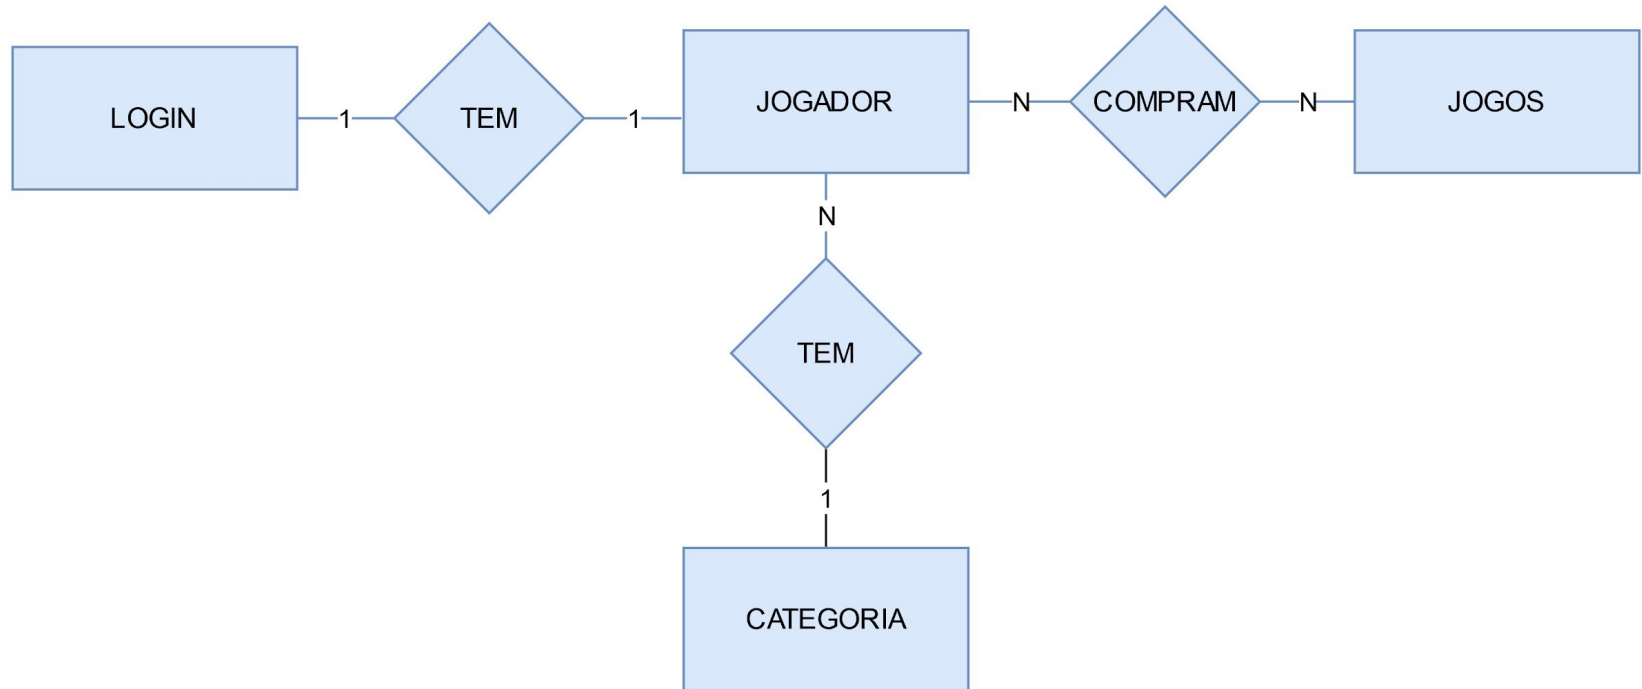 LOGIN
1
TEM
1
JOGADOR
N
COMPRAM
N
JOGOS
N
TEM
1
CATEGORIA